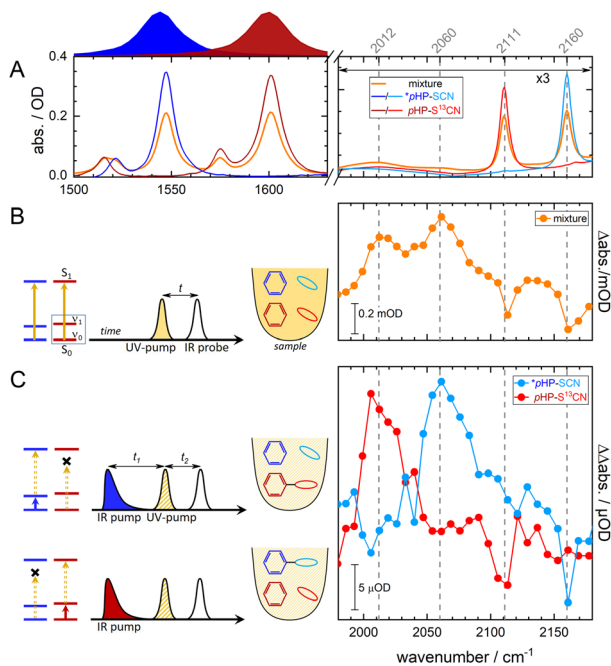 2012 2060 2111 2160
A
abs. / OD
0.4
0.2
0.0
1500 1550 1600
x3
mixture
*pHP-SCN
pHP-S¹³CN
B
S₁
ν₁
ν₀
S₀
t
time
UV-pump IR probe
sample
mixture
0.2 mOD
Δabs./mOD
C
t₁ t₂
IR pump UV-pump
IR pump
*pHP-SCN
pHP-S¹³CN
5 μOD
ΔΔabs. / μOD
2000 2050 2100 2150
wavenumber / cm⁻¹